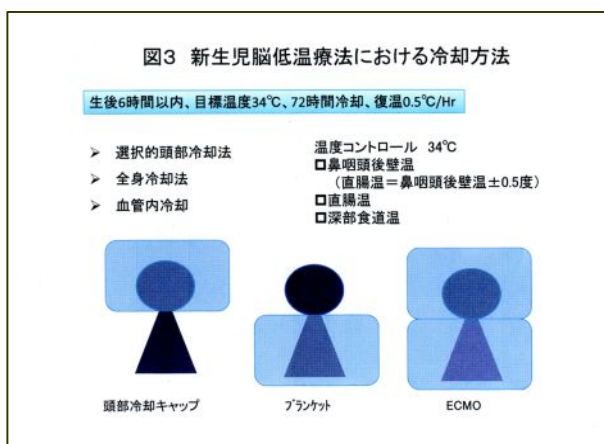 図3 新生児脳低温療法における冷却方法
生後6時間以内、目標温度34℃、72時間冷却、復温0.5℃/Hr
➢ 選択的頭部冷却法
➢ 全身冷却法
➢ 血管内冷却
温度コントロール 34℃
□鼻咽頭後壁温
（直腸温＝鼻咽頭後壁温±0.5度）
□直腸温
□深部食道温
頭部冷却キャップ
ブランケット
ECMO